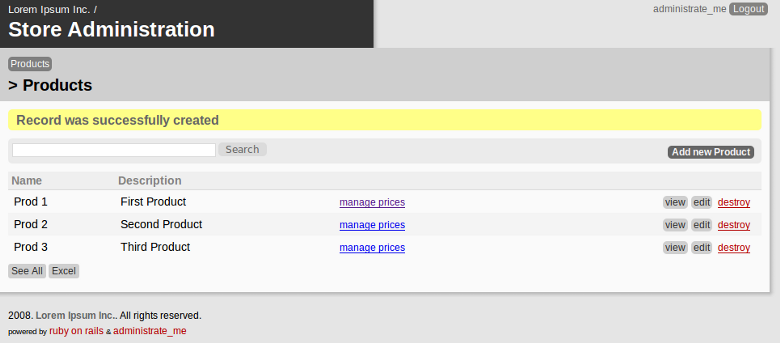 Lorem Ipsum Inc. /
administrate_me Logout
Store Administration
Products
> Products
Record was successfully created
Search
Add new Product
Name Description
Prod 1 First Product manage prices view edit destroy
Prod 2 Second Product manage prices view edit destroy
Prod 3 Third Product manage prices view edit destroy
See All Excel
2008. Lorem Ipsum Inc.. All rights reserved.
powered by ruby on rails & administrate_me